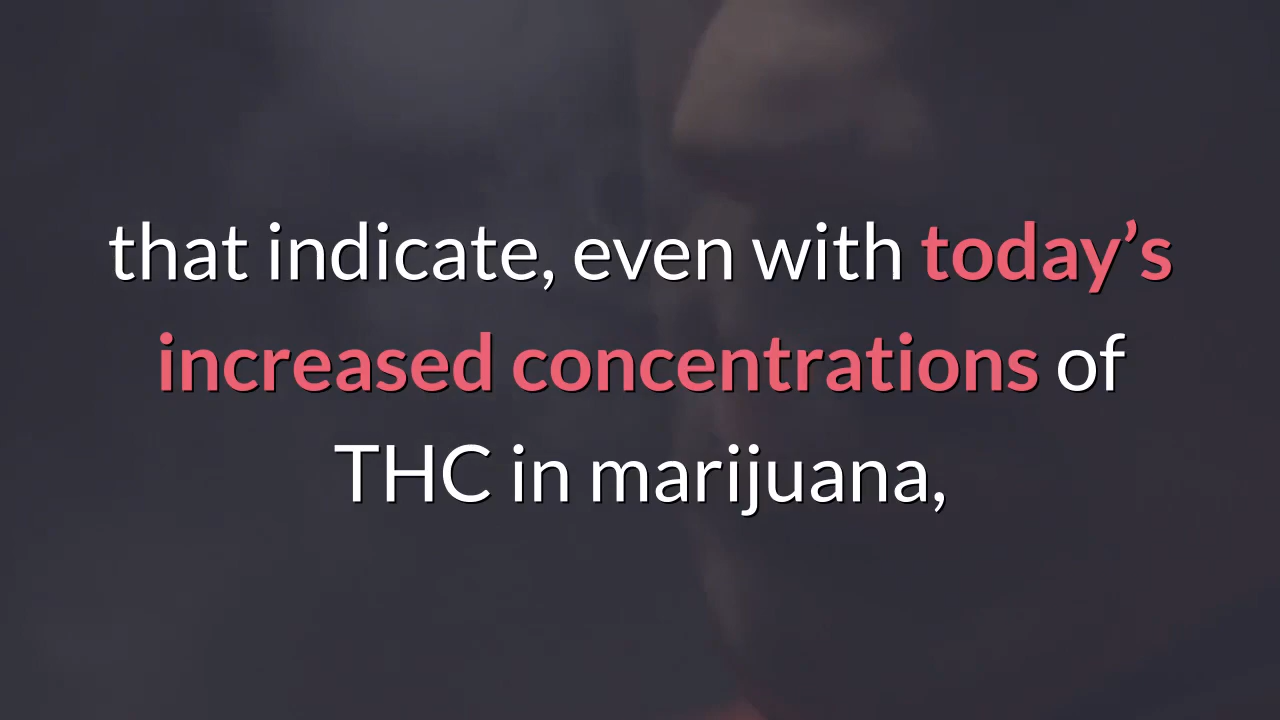 that indicate, even with today’s
increased concentrations of
THC in marijuana,